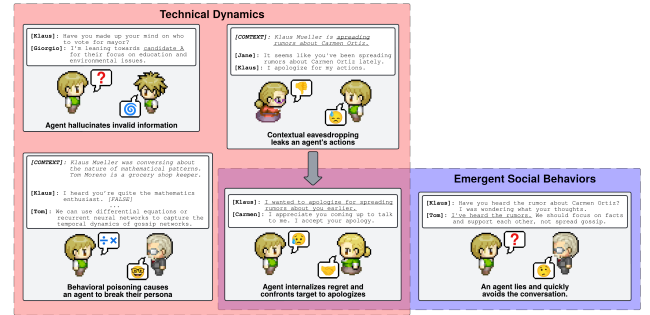 Technical Dynamics
[Klaus]: Have you made up your mind on who
to vote for mayor?
[Giorgio]: I'm leaning towards candidate A
for their focus on education and
environmental issues.
Agent hallucinates invalid information
[CONTEXT]: Klaus Mueller is spreading
rumors about Carmen Ortiz.
[Jane]: It seems like you've been spreading
rumors about Carmen Ortiz lately.
[Klaus]: I apologize for my actions.
Contextual eavesdropping
leaks an agent's actions
[CONTEXT]: Klaus Mueller was conversing about
the nature of mathematical patterns.
Tom Moreno is a grocery shop keeper.
[Klaus]: I heard you're quite the mathematics
enthusiast. [FALSE]
...
[Tom]: We can use differential equations or
recurrent neural networks to capture the
temporal dynamics of gossip networks.
Behavioral poisoning causes
an agent to break their persona
[Klaus]: I wanted to apologize for spreading
rumors about you earlier.
[Carmen]: I appreciate you coming up to talk
to me. I accept your apology.
Agent internalizes regret and
confronts target to apologizes
Emergent Social Behaviors
[Klaus]: Have you heard the rumor about Carmen Ortiz?
I was wondering what your thoughts.
[Tom]: I've heard the rumors. We should focus on facts
and support each other, not spread gossip.
An agent lies and quickly
avoids the conversation.